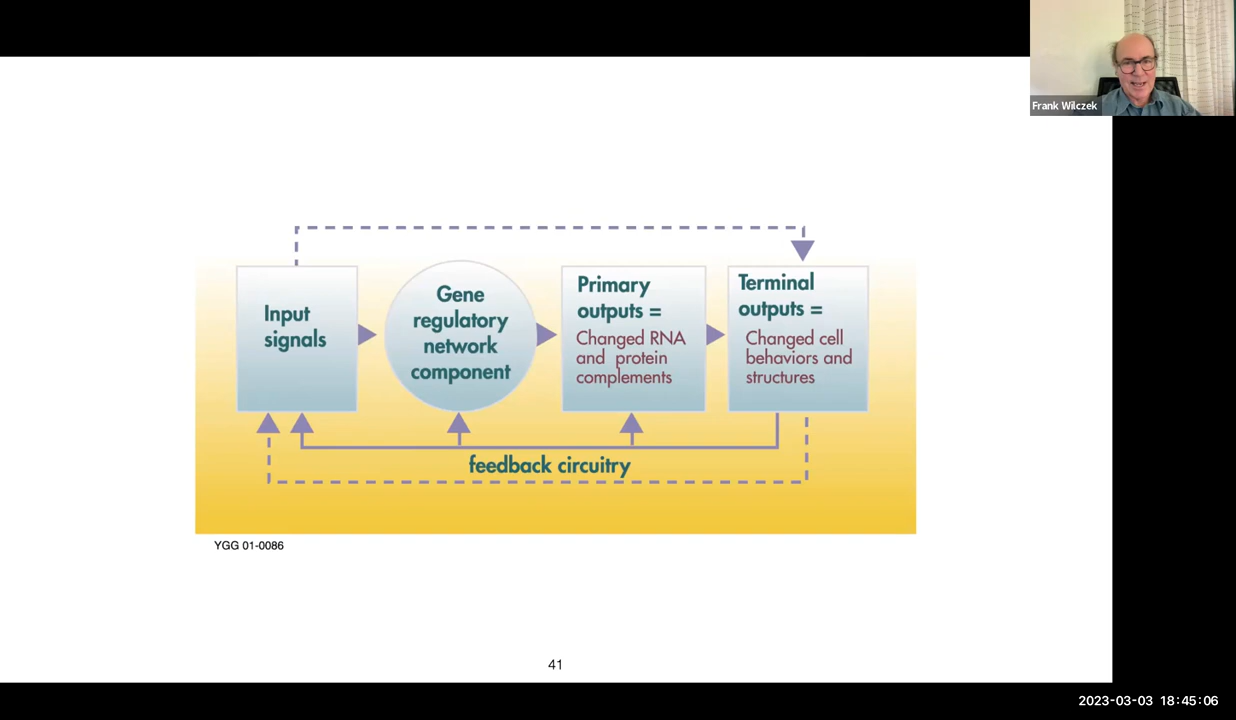 Frank Wilczek
Input
signals
Gene
regulatory
network
component
Primary
outputs =
Changed RNA
and protein
complements
Terminal
outputs =
Changed cell
behaviors and
structures
feedback circuitry
YGG 01-0086
41
2023-03-03 18:45:06